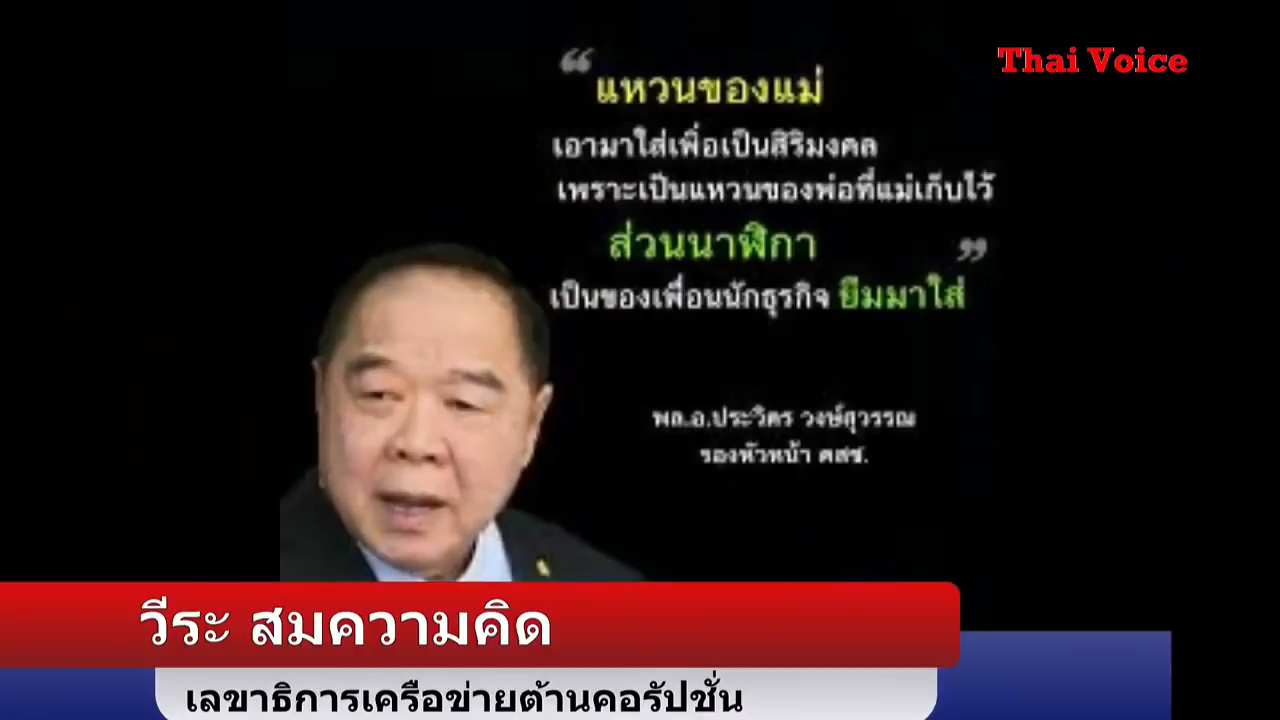 Thai Voice
“แหวนของแม่
เอามาใส่เพื่อเป็นสิริมงคล
เพราะเป็นแหวนของพ่อที่แม่เก็บไว้
ส่วนนาฬิกา ”
เป็นของเพื่อนนักธุรกิจ ยืมมาใส่
พล.อ.ประวิตร วงษ์สุวรรณ
รองหัวหน้า คสช.
วีระ สมความคิด
เลขาธิการเครือข่ายต้านคอรัปชั่น